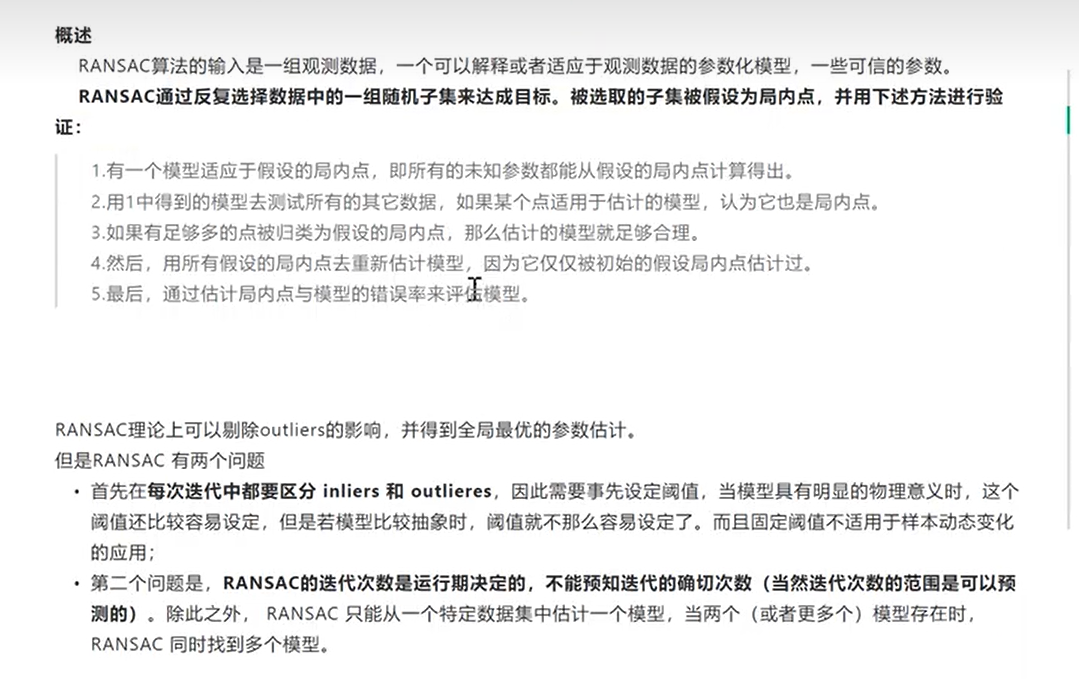 概述
RANSAC算法的输入是一组观测数据，一个可以解释或者适应于观测数据的参数化模型，一些可信的参数。
RANSAC通过反复选择数据中的一组随机子集来达成目标。被选取的子集被假设为局内点，并用下述方法进行验
证：
1.有一个模型适应于假设的局内点，即所有的未知参数都能从假设的局内点计算得出。
2.用1中得到的模型去测试所有的其它数据，如果某个点适用于估计的模型，认为它也是局内点。
3.如果有足够多的点被归类为假设的局内点，那么估计的模型就足够合理。
4.然后，用所有假设的局内点去重新估计模型，因为它仅仅被初始的假设局内点估计过。
5.最后，通过估计局内点与模型的错误率来评估模型。
RANSAC理论上可以剔除outliers的影响，并得到全局最优的参数估计。
但是RANSAC 有两个问题
• 首先在每次迭代中都要区分 inliers 和 outlieres，因此需要事先设定阈值，当模型具有明显的物理意义时，这个
阈值还比较容易设定，但是若模型比较抽象时，阈值就不那么容易设定了。而且固定阈值不适用于样本动态变化
的应用；
• 第二个问题是，RANSAC的迭代次数是运行期决定的，不能预知迭代的确切次数（当然迭代次数的范围是可以预
测的）。除此之外， RANSAC 只能从一个特定数据集中估计一个模型，当两个（或者更多个）模型存在时，
RANSAC 同时找到多个模型。